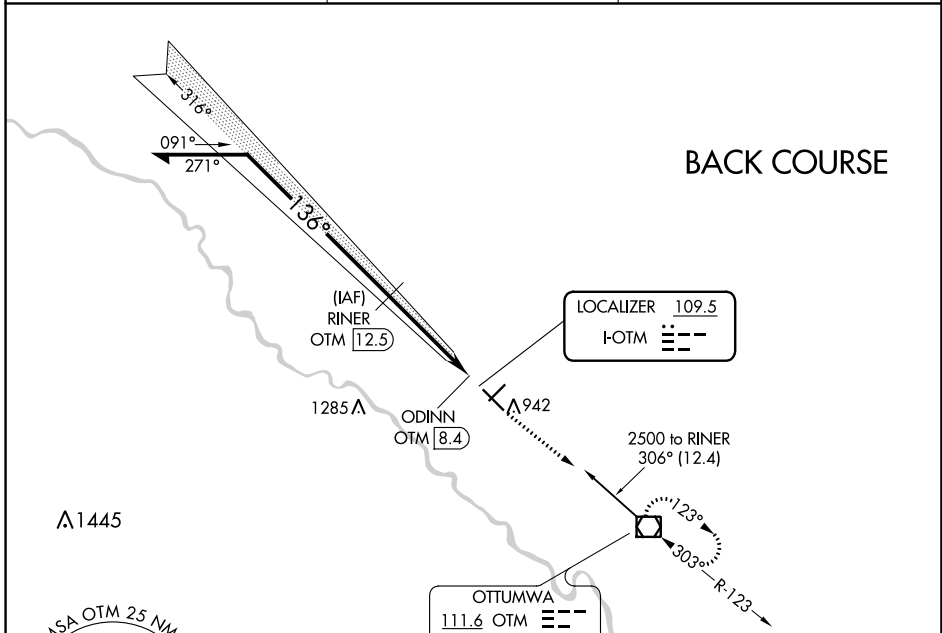 316°
091°
271°
BACK COURSE
136°
(IAF)
RINER
OTM 12.5
LOCALIZER 109.5
I-OTM
1285
942
ODINN
OTM 8.4
2500 to RINER
306° (12.4)
1445
123°
303°
R-123
OTTUMWA
111.6 OTM
MSA OTM 25 NM